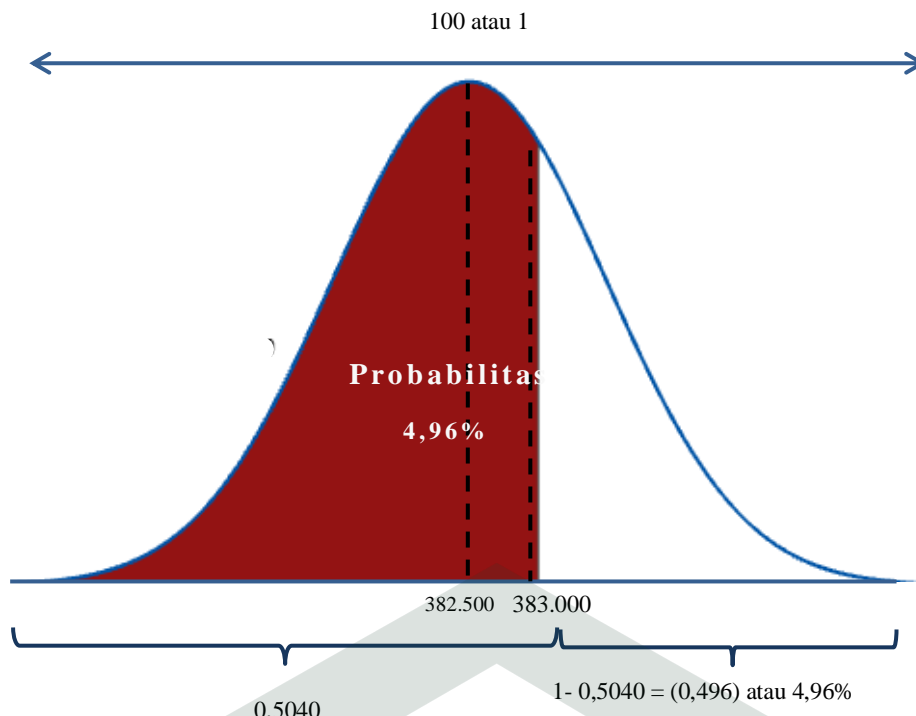 100 atau 1
Probabilitas
4,96%
382.500 383.000
1- 0,5040 = (0,496) atau 4,96%
0.5040